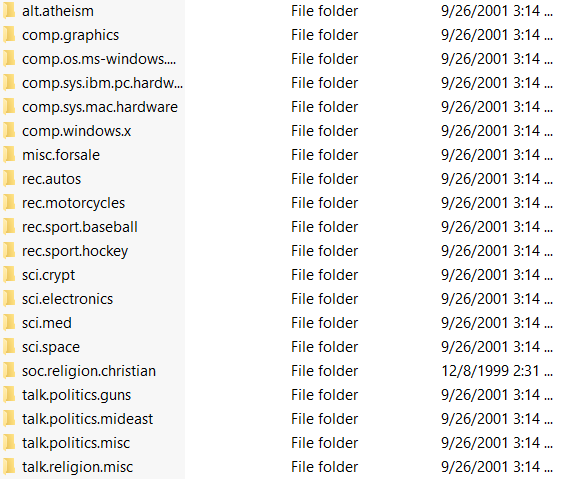 alt.atheism File folder 9/26/2001 3:14 ...
comp.graphics File folder 9/26/2001 3:14 ...
comp.os.ms-windows.... File folder 9/26/2001 3:14 ...
comp.sys.ibm.pc.hardw... File folder 9/26/2001 3:14 ...
comp.sys.mac.hardware File folder 9/26/2001 3:14 ...
comp.windows.x File folder 9/26/2001 3:14 ...
misc.forsale File folder 9/26/2001 3:14 ...
rec.autos File folder 9/26/2001 3:14 ...
rec.motorcycles File folder 9/26/2001 3:14 ...
rec.sport.baseball File folder 9/26/2001 3:14 ...
rec.sport.hockey File folder 9/26/2001 3:14 ...
sci.crypt File folder 9/26/2001 3:14 ...
sci.electronics File folder 9/26/2001 3:14 ...
sci.med File folder 9/26/2001 3:14 ...
sci.space File folder 9/26/2001 3:14 ...
soc.religion.christian File folder 12/8/1999 2:31 ...
talk.politics.guns File folder 9/26/2001 3:14 ...
talk.politics.mideast File folder 9/26/2001 3:14 ...
talk.politics.misc File folder 9/26/2001 3:14 ...
talk.religion.misc File folder 9/26/2001 3:14 ...